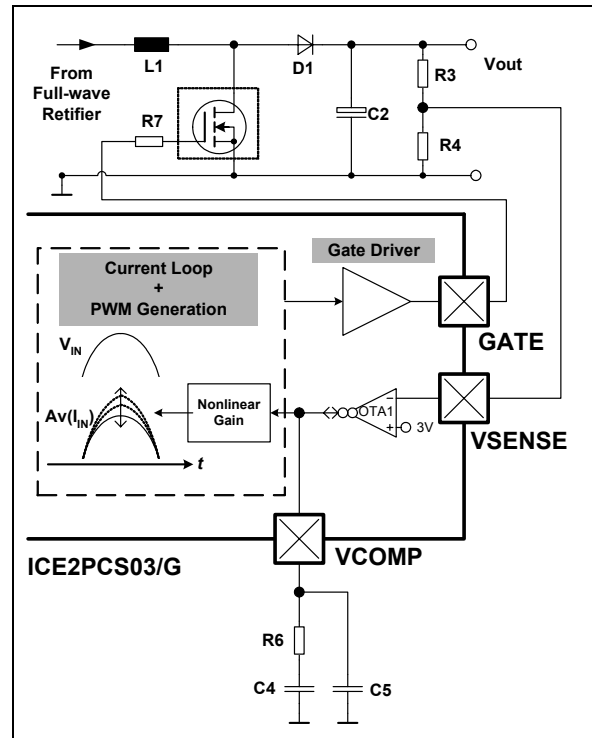 From
Full-wave
Retifier
L1
D1
Vout
R3
C2
R4
R7
Current Loop
+
PWM Generation
Gate Driver
GATE
VIN
Av(IIN)
t
Nonlinear
Gain
OTA1
−
+
3V
VSENSE
ICE2PCS03/G
VCOMP
R6
C4
C5